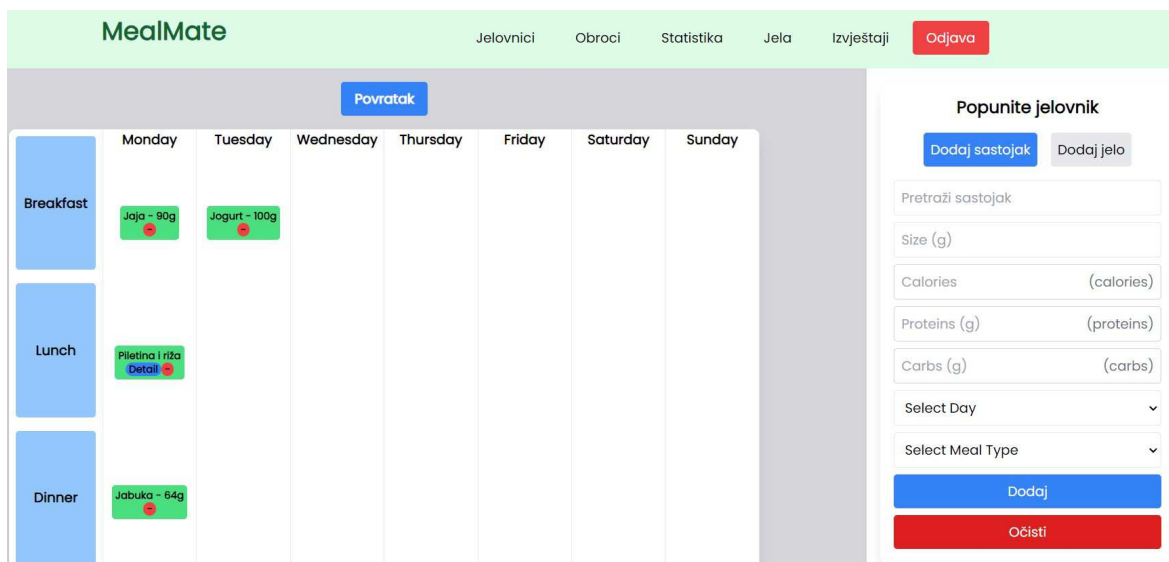 MealMate
Jelovnici Obroci Statistika Jela Izvještaji Odjava
Povratak
Monday Tuesday Wednesday Thursday Friday Saturday Sunday
Breakfast
Jaja - 90g
-
Jogurt - 100g
-
Lunch
Piletina i riža
Detail -
Dinner
Jabuka - 64g
-
Popunite jelovnik
Dodaj sastojak Dodaj jelo
Pretraži sastojak
Size (g)
Calories (calories)
Proteins (g) (proteins)
Carbs (g) (carbs)
Select Day
Select Meal Type
Dodaj
Očisti